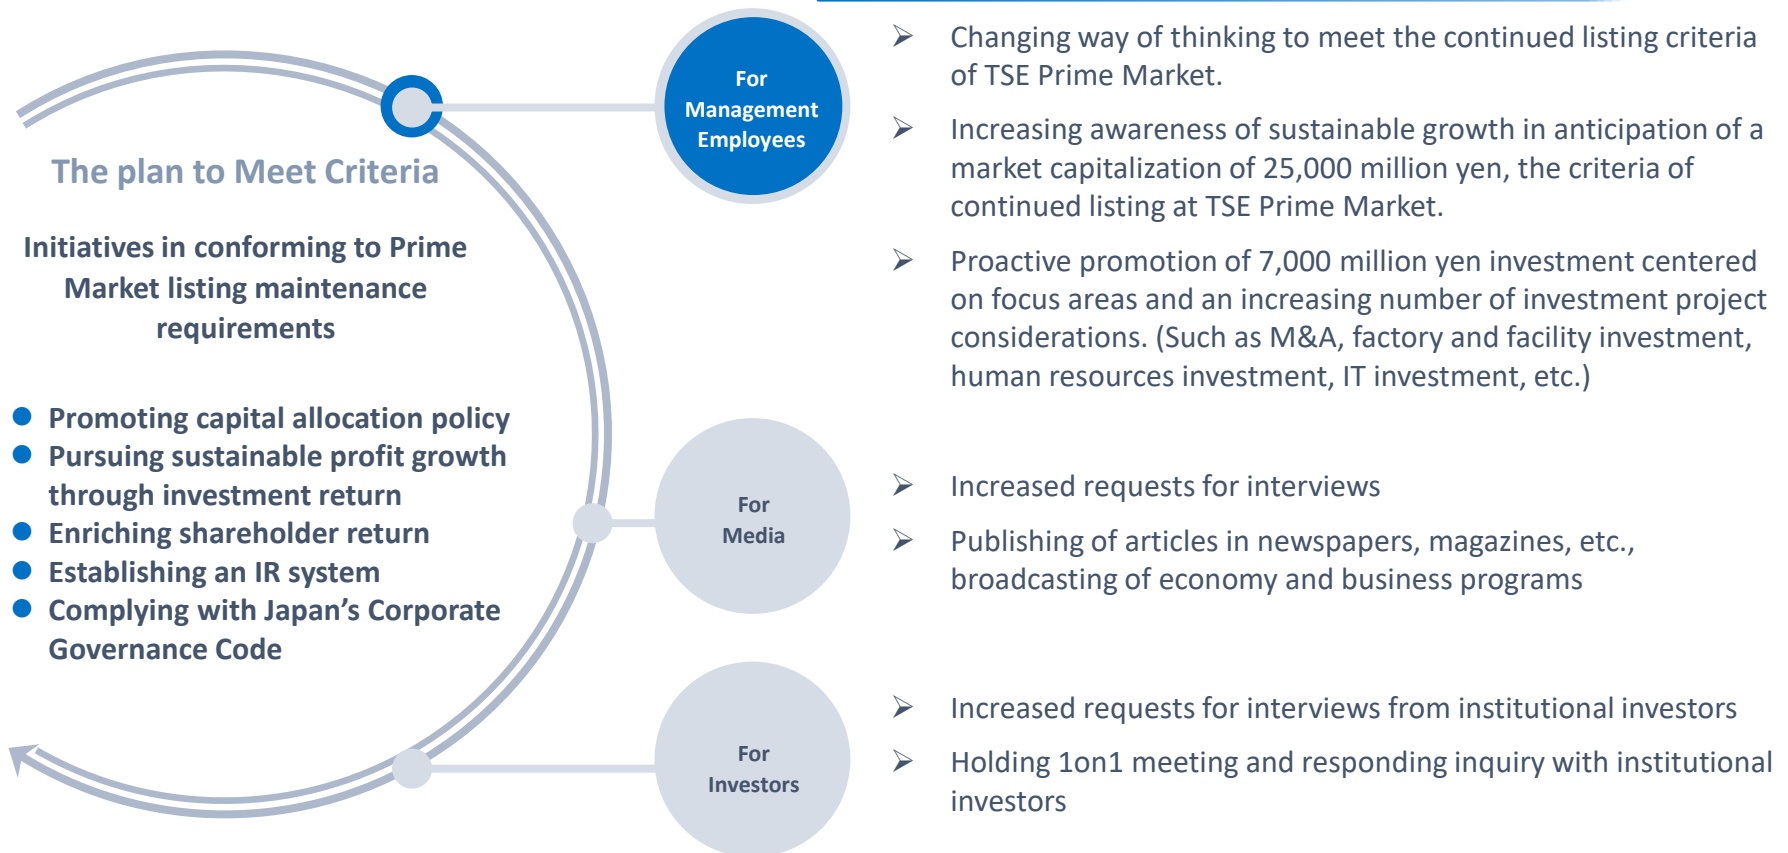 The plan to Meet Criteria
Initiatives in conforming to Prime
Market listing maintenance
requirements
Promoting capital allocation policy
Pursuing sustainable profit growth
through investment return
Enriching shareholder return
Establishing an IR system
Complying with Japan's Corporate
Governance Code
For
Management
Employees
Changing way of thinking to meet the continued listing criteria
of TSE Prime Market.
Increasing awareness of sustainable growth in anticipation of a
market capitalization of 25,000 million yen, the criteria of
continued listing at TSE Prime Market.
Proactive promotion of 7,000 million yen investment centered
on focus areas and an increasing number of investment project
considerations. (Such as M&A, factory and facility investment,
human resources investment, IT investment, etc.)
For
Media
Increased requests for interviews
Publishing of articles in newspapers, magazines, etc.,
broadcasting of economy and business programs
For
Investors
Increased requests for interviews from institutional investors
Holding 1on1 meeting and responding inquiry with institutional
investors